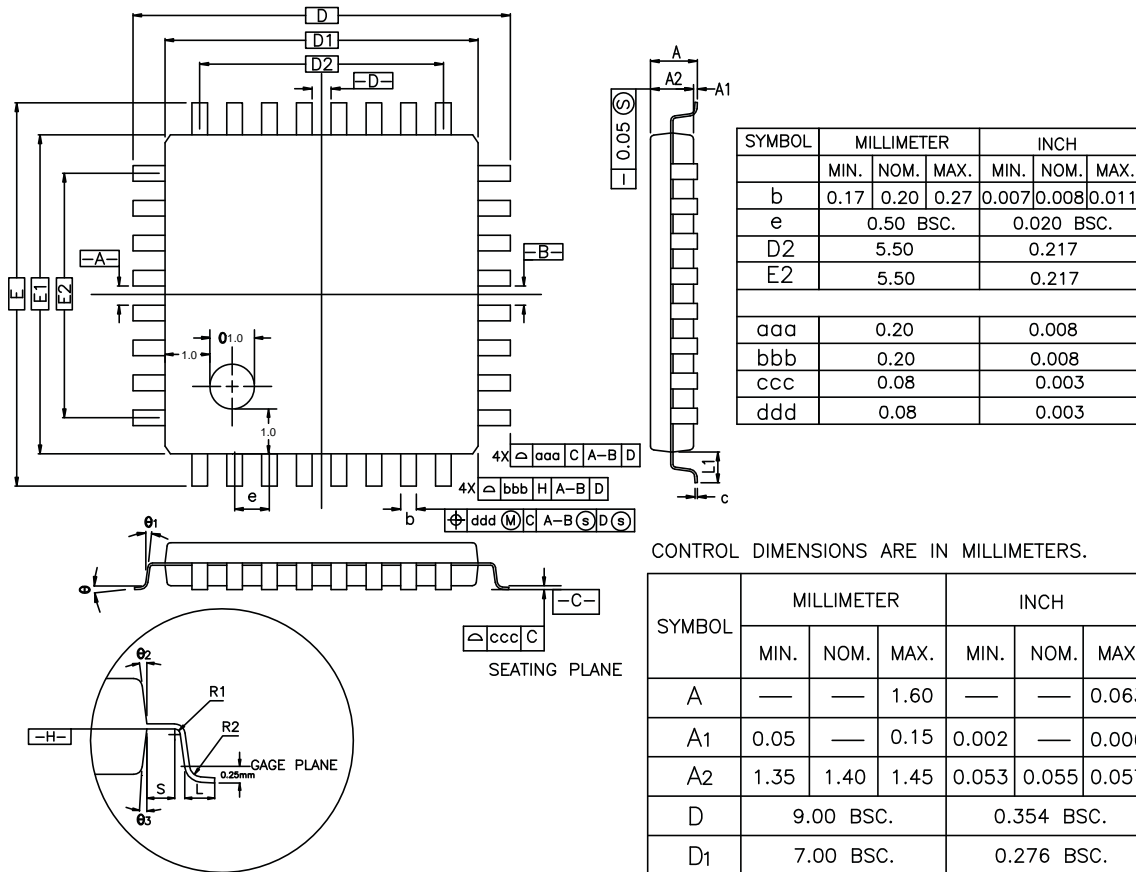 D
D1
D2
-D-
E
E1
E2
-A-
-B-
1.0
1.0
1.0
e
b
4X aaa C A-B D
4X bbb H A-B D
ddd M C A-B S D S
A
A2
A1
0.05 S
L1
c
SYMBOL MILLIMETER INCH
MIN. NOM. MAX. MIN. NOM. MAX.
b 0.17 0.20 0.27 0.007 0.008 0.011
e 0.50 BSC. 0.020 BSC.
D2 5.50 0.217
E2 5.50 0.217
aaa 0.20 0.008
bbb 0.20 0.008
ccc 0.08 0.003
ddd 0.08 0.003
θ1
θ
-C-
ccc C
SEATING PLANE
θ2
R1
R2
-H-
GAGE PLANE
0.25mm
S
L
θ3
CONTROL DIMENSIONS ARE IN MILLIMETERS.
SYMBOL MILLIMETER INCH
MIN. NOM. MAX. MIN. NOM. MAX
A — — 1.60 — —
A1 0.05 — 0.15 0.002 —
A2 1.35 1.40 1.45 0.053 0.055
D 9.00 BSC. 0.354 BSC.
D1 7.00 BSC. 0.276 BSC.